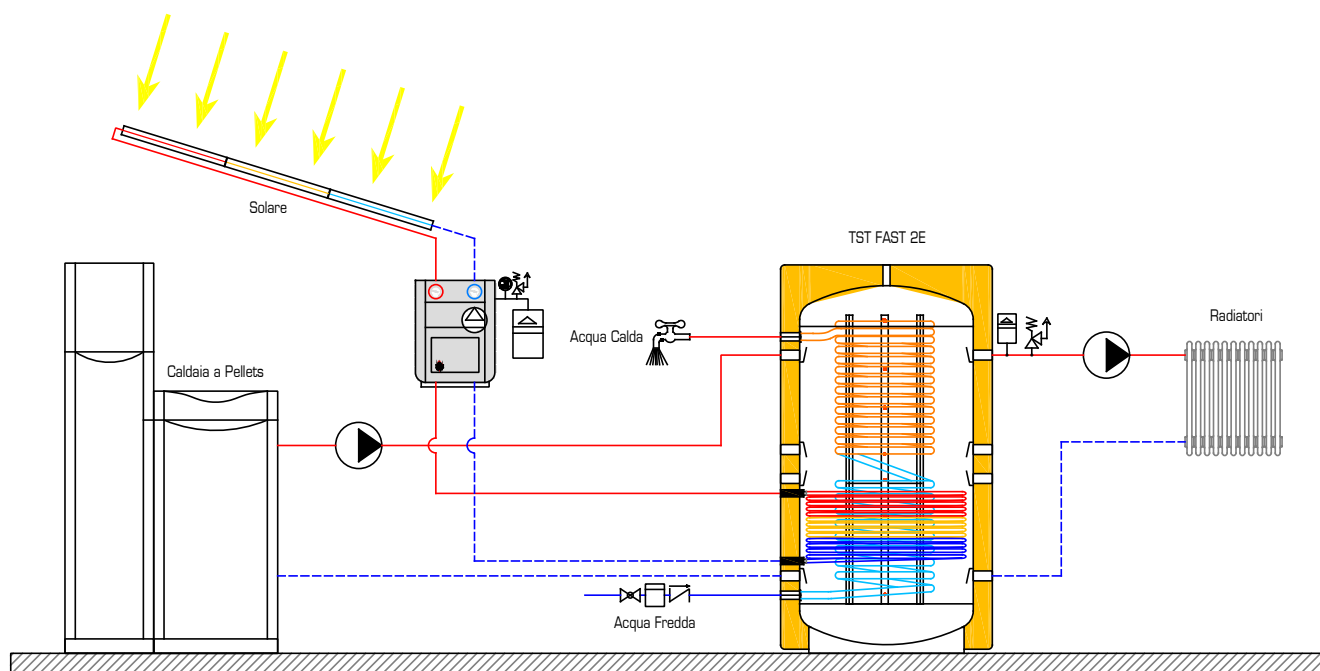 Solare
TST FAST 2E
Radiatori
Acqua Calda
Caldaia a Pellets
Acqua Fredda